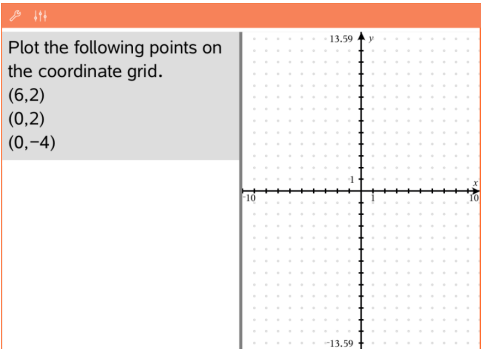 Plot the following points on
the coordinate grid.
(6,2)
(0,2)
(0,−4)
13.59 y
1
x
-10 1 10
−13.59